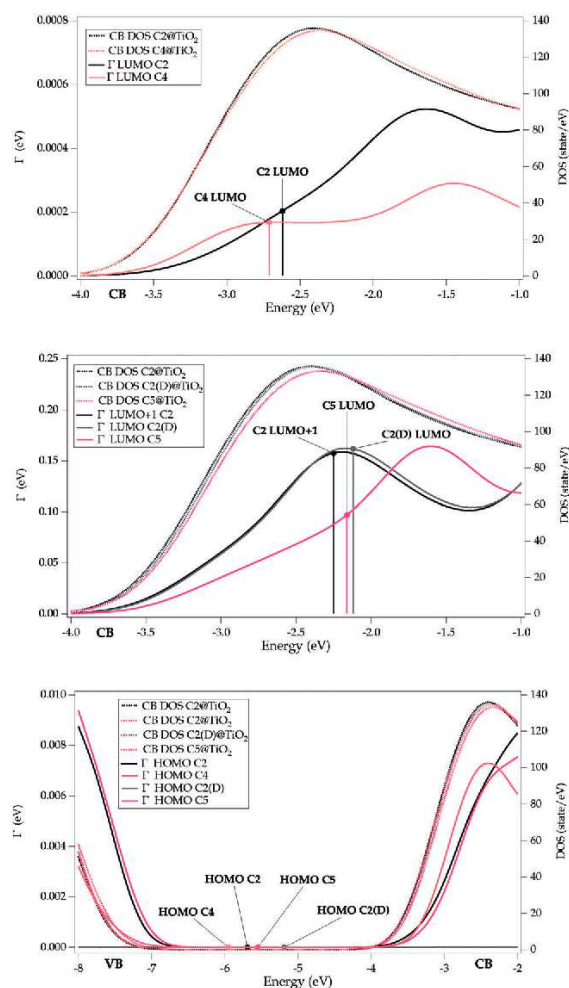 0.0008
0.0006
0.0004
0.0002
0.0000
Γ (eV)
CB DOS C2@TiO₂
CB DOS C4@TiO₂
Γ LUMO C2
Γ LUMO C4
C2 LUMO
C4 LUMO
140
120
100
80
60
40
20
0
DOS (state/eV)
-4.0 -3.5 -3.0 -2.5 -2.0 -1.5 -1.0
CB
Energy (eV)
0.25
0.20
0.15
0.10
0.05
0.00
Γ (eV)
CB DOS C2@TiO₂
CB DOS C2(D)@TiO₂
CB DOS C5@TiO₂
Γ LUMO+1 C2
Γ LUMO C2(D)
Γ LUMO C5
C5 LUMO
C2 LUMO+1
C2(D) LUMO
140
120
100
80
60
40
20
0
DOS (state/eV)
-4.0 -3.5 -3.0 -2.5 -2.0 -1.5 -1.0
CB
Energy (eV)
0.010
0.008
0.006
0.004
0.002
0.000
Γ (eV)
CB DOS C2@TiO₂
CB DOS C2@TiO₂
CB DOS C2(D)@TiO₂
CB DOS C5@TiO₂
Γ HOMO C2
Γ HOMO C4
Γ HOMO C2(D)
Γ HOMO C5
HOMO C2
HOMO C5
HOMO C4
HOMO C2(D)
140
120
100
80
60
40
20
0
DOS (state/eV)
-8 -7 -6 -5 -4 -3 -2
VB CB
Energy (eV)